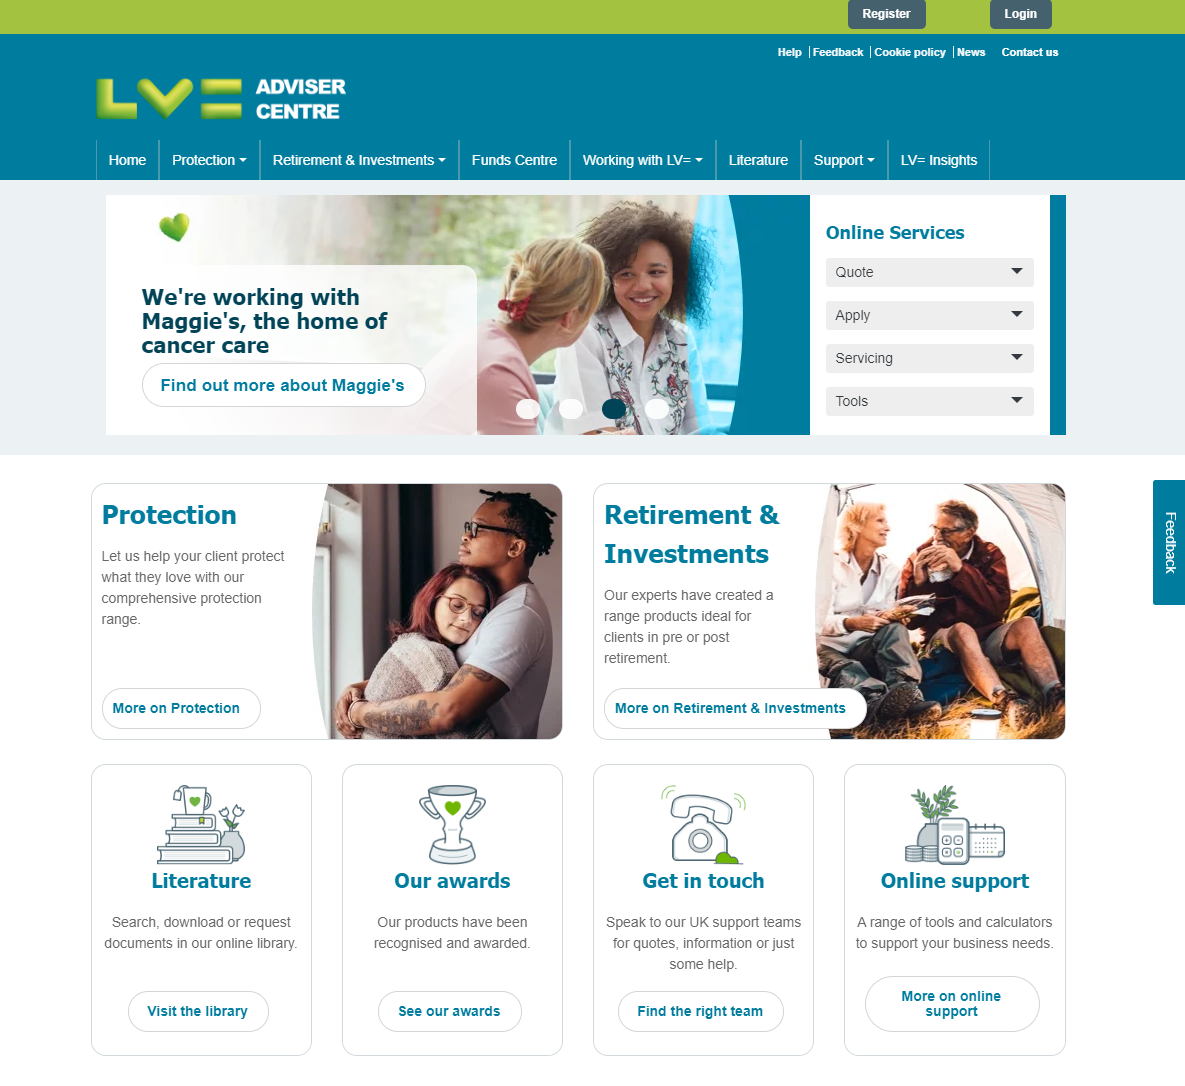 Register
Login
Help
Feedback
Cookie policy
News
Contact us
LV=
ADVISER
CENTRE
Home
Protection
Retirement & Investments
Funds Centre
Working with LV=
Literature
Support
LV= Insights
We're working with
Maggie's, the home of
cancer care
Find out more about Maggie's
Online Services
Quote
Apply
Servicing
Tools
Feedback
Protection
Let us help your client protect
what they love with our
comprehensive protection
range.
More on Protection
Retirement &
Investments
Our experts have created a
range products ideal for
clients in pre or post
retirement.
More on Retirement & Investments
Literature
Search, download or request
documents in our online library.
Visit the library
Our awards
Our products have been
recognised and awarded.
See our awards
Get in touch
Speak to our UK support teams
for quotes, information or just
some help.
Find the right team
Online support
A range of tools and calculators
to support your business needs.
More on online
support